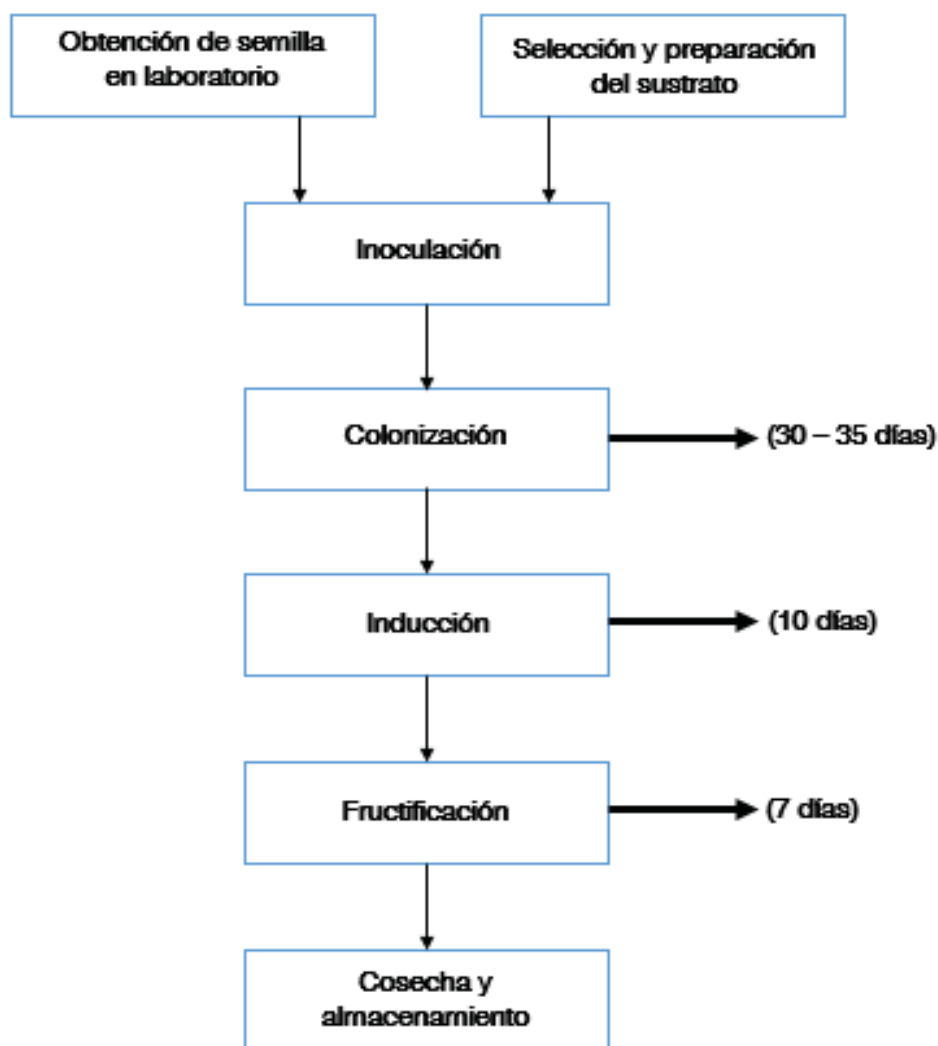 Obtención de semilla
en laboratorio
Selección y preparación
del sustrato
Inoculación
Colonización
(30 – 35 días)
Inducción
(10 días)
Fructificación
(7 días)
Cosecha y
almacenamiento